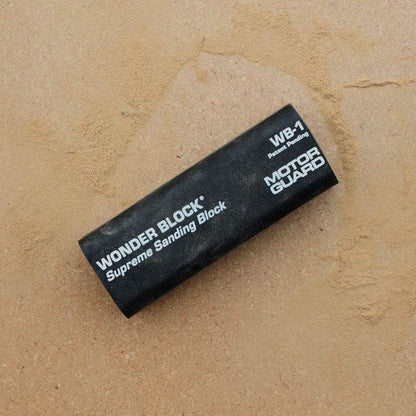 WONDER BLOCK®
Supreme Sanding Block
WB-1
Patent Pending
MOTOR
GUARD